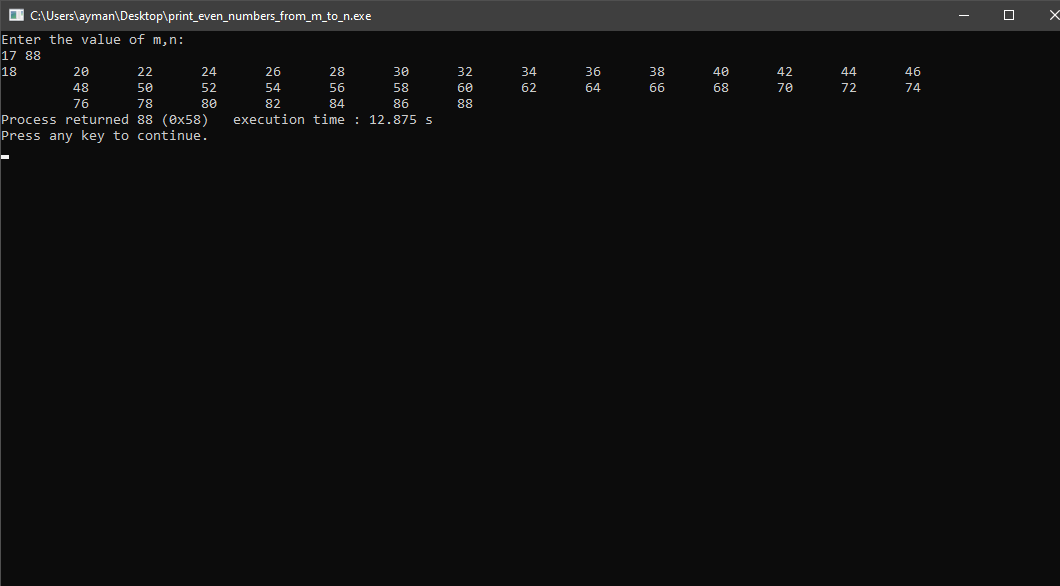 C:\Users\ayman\Desktop\print_even_numbers_from_m_to_n.exe
Enter the value of m,n:
17 88
18 20 22 24 26 28 30 32 34 36 38 40 42 44 46
48 50 52 54 56 58 60 62 64 66 68 70 72 74
76 78 80 82 84 86 88
Process returned 88 (0x58) execution time : 12.875 s
Press any key to continue.